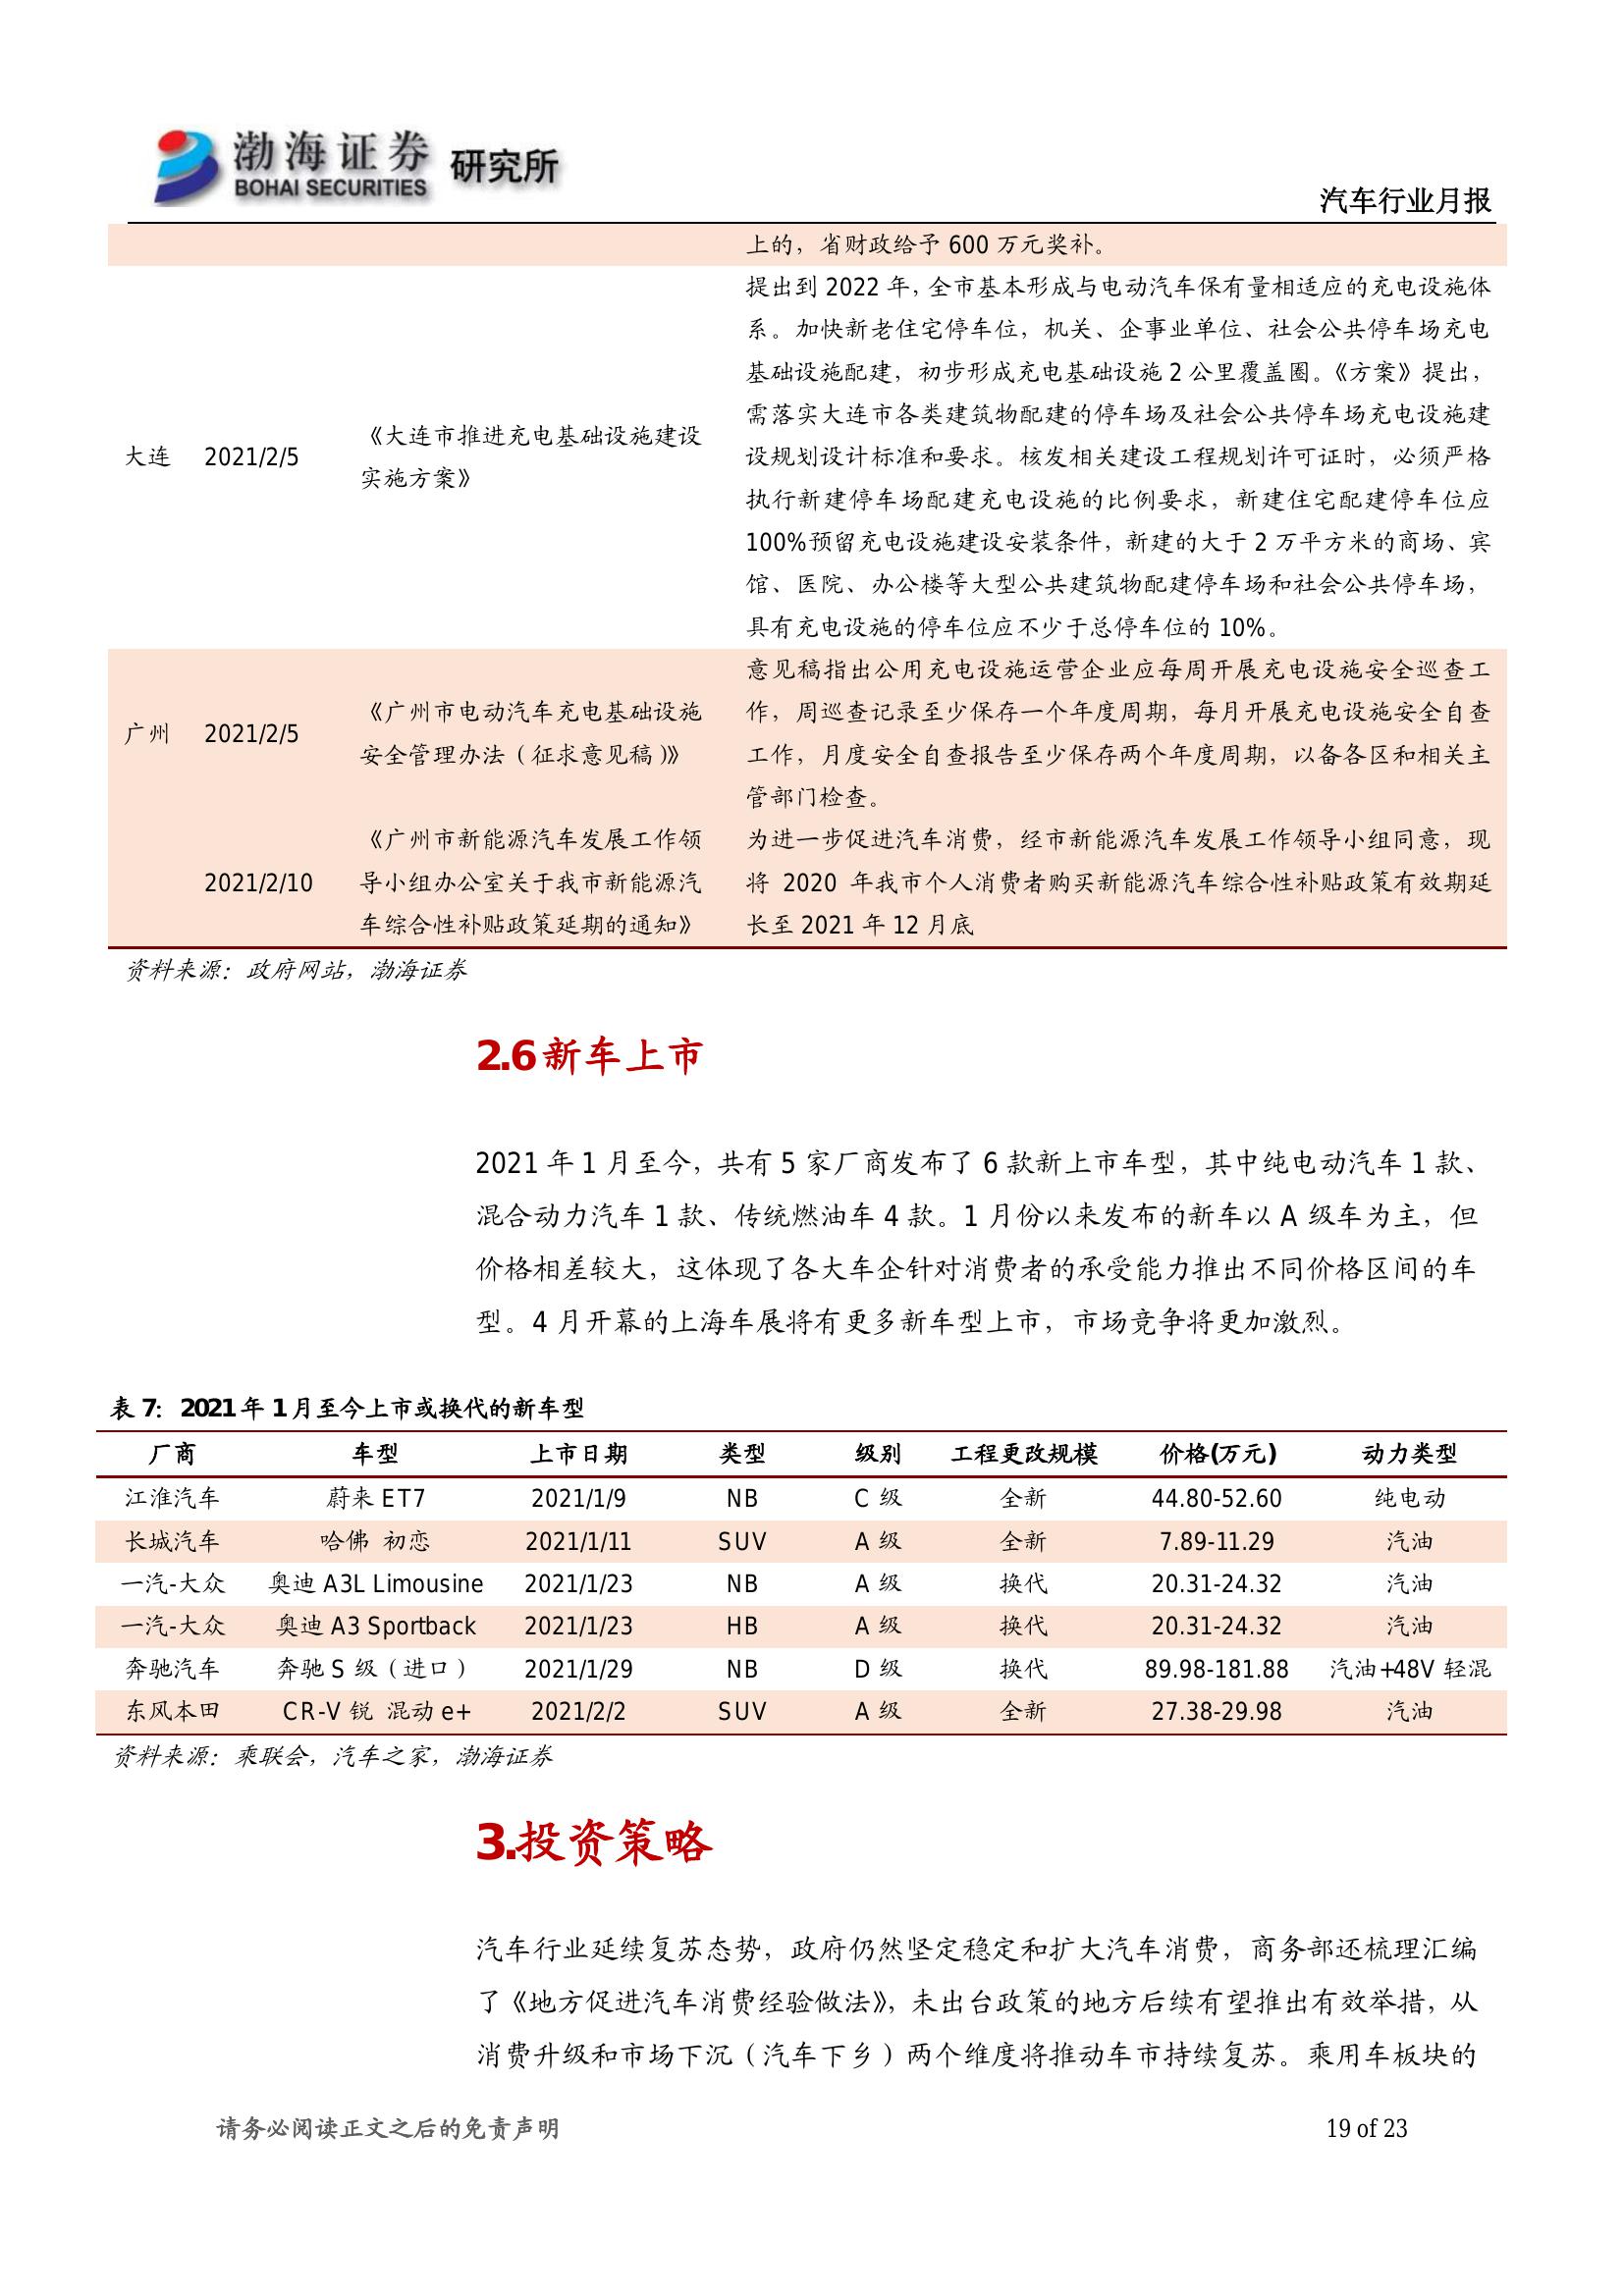 渤海证券
BOHAI SECURITIES
研究所
汽车行业月报
上的，省财政给予 600 万元奖补。
大连 2021/2/5
《大连市推进充电基础设施建设
实施方案》
提出到 2022 年，全市基本形成与电动汽车保有量相适应的充电设施体
系。加快新老住宅停车位，机关、企事业单位、社会公共停车场充电
基础设施配建，初步形成充电基础设施 2 公里覆盖圈。《方案》提出，
需落实大连市各类建筑物配建的停车场及社会公共停车场充电设施建
设规划设计标准和要求。核发相关建设工程规划许可证时，必须严格
执行新建停车场配建充电设施的比例要求，新建住宅配建停车位应
100%预留充电设施建设安装条件，新建的大于 2 万平方米的商场、宾
馆、医院、办公楼等大型公共建筑物配建停车场和社会公共停车场，
具有充电设施的停车位应不少于总停车位的 10%。
广州 2021/2/5
《广州市电动汽车充电基础设施
安全管理办法（征求意见稿）》
意见稿指出公用充电设施运营企业应每周开展充电设施安全巡查工
作，周巡查记录至少保存一个年度周期，每月开展充电设施安全自查
工作，月度安全自查报告至少保存两个年度周期，以备各区和相关主
管部门检查。
2021/2/10
《广州市新能源汽车发展工作领
导小组办公室关于我市新能源汽
车综合性补贴政策延期的通知》
为进一步促进汽车消费，经市新能源汽车发展工作领导小组同意，现
将 2020 年我市个人消费者购买新能源汽车综合性补贴政策有效期延
长至 2021 年 12 月底
资料来源：政府网站，渤海证券
2.6 新车上市
2021 年 1 月至今，共有 5 家厂商发布了 6 款新上市车型，其中纯电动汽车 1 款、
混合动力汽车 1 款、传统燃油车 4 款。1 月份以来发布的新车以 A 级车为主，但
价格相差较大，这体现了各大车企针对消费者的承受能力推出不同价格区间的车
型。4 月开幕的上海车展将有更多新车型上市，市场竞争将更加激烈。
表 7：2021 年 1 月至今上市或换代的新车型
厂商 车型 上市日期 类型 级别 工程更改规模 价格(万元) 动力类型
江淮汽车 蔚来 ET7 2021/1/9 NB C 级 全新 44.80-52.60 纯电动
长城汽车 哈佛 初恋 2021/1/11 SUV A 级 全新 7.89-11.29 汽油
一汽-大众 奥迪 A3L Limousine 2021/1/23 NB A 级 换代 20.31-24.32 汽油
一汽-大众 奥迪 A3 Sportback 2021/1/23 HB A 级 换代 20.31-24.32 汽油
奔驰汽车 奔驰 S 级（进口） 2021/1/29 NB D 级 换代 89.98-181.88 汽油+48V 轻混
东风本田 CR-V 锐 混动 e+ 2021/2/2 SUV A 级 全新 27.38-29.98 汽油
资料来源：乘联会，汽车之家，渤海证券
3.投资策略
汽车行业延续复苏态势，政府仍然坚定稳定和扩大汽车消费，商务部还梳理汇编
了《地方促进汽车消费经验做法》，未出台政策的地方后续有望推出有效举措，从
消费升级和市场下沉（汽车下乡）两个维度将推动车市持续复苏。乘用车板块的
请务必阅读正文之后的免责声明
19 of 23